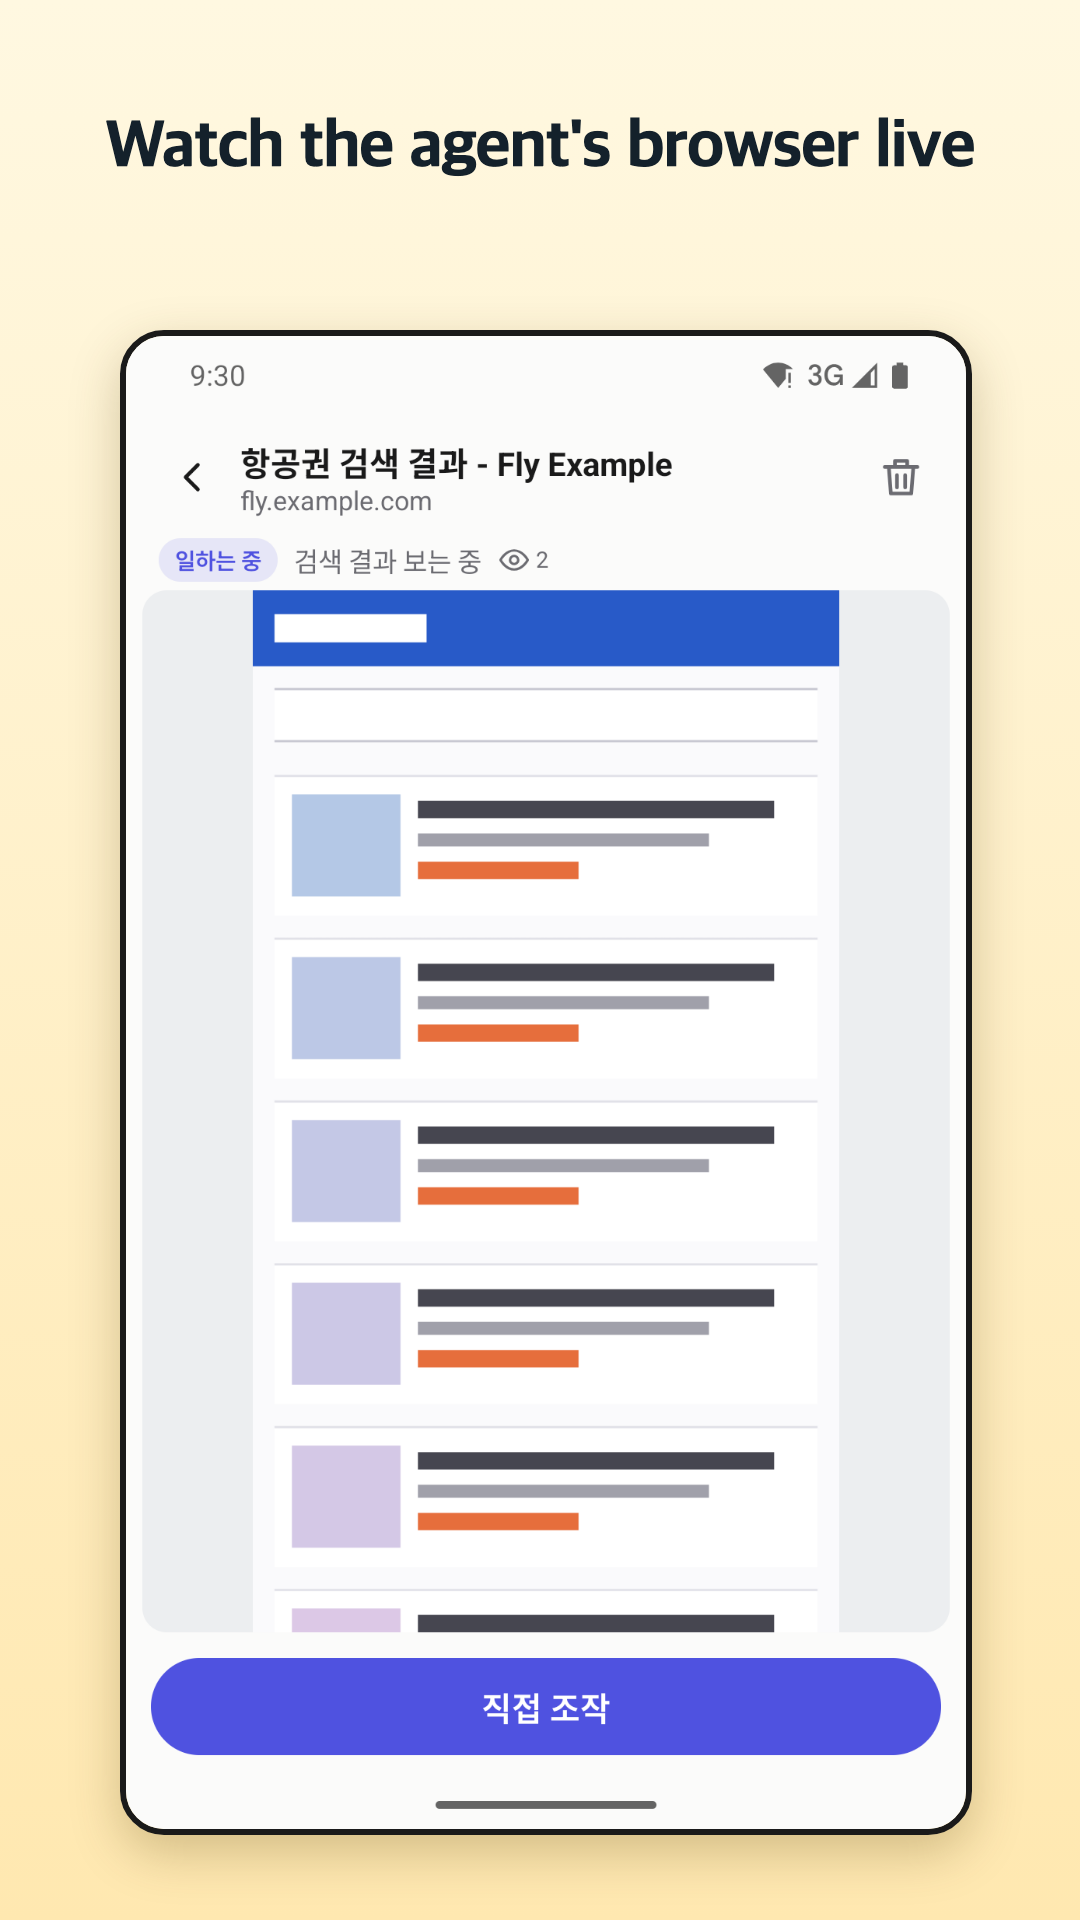 Watch the agent's browser live
9:30
3G
항공권 검색 결과 - Fly Example
fly.example.com
일하는 중 검색 결과 보는 중 2
직접 조작